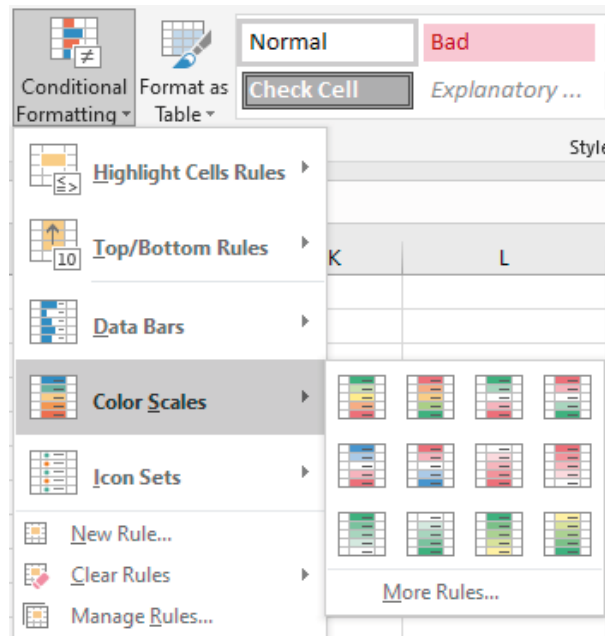 Normal
Bad
Conditional
Formatting
Format as
Table
Check Cell
Explanatory ...
Style
≠
≤ >
Highlight Cells Rules
10
Top/Bottom Rules
K
L
Data Bars
Color Scales
Icon Sets
New Rule...
Clear Rules
More Rules...
Manage Rules...